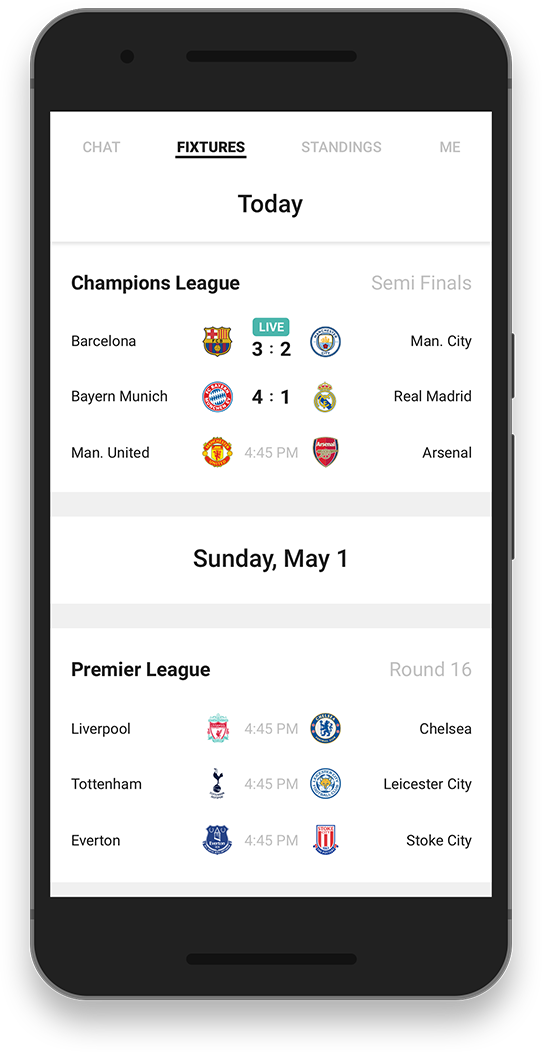 CHAT FIXTURES STANDINGS ME
Today
Champions League Semi Finals
LIVE
Barcelona 3 : 2 Man. City
Bayern Munich 4 : 1 Real Madrid
Man. United 4:45 PM Arsenal
Sunday, May 1
Premier League Round 16
Liverpool 4:45 PM Chelsea
Tottenham 4:45 PM Leicester City
Everton 4:45 PM Stoke City